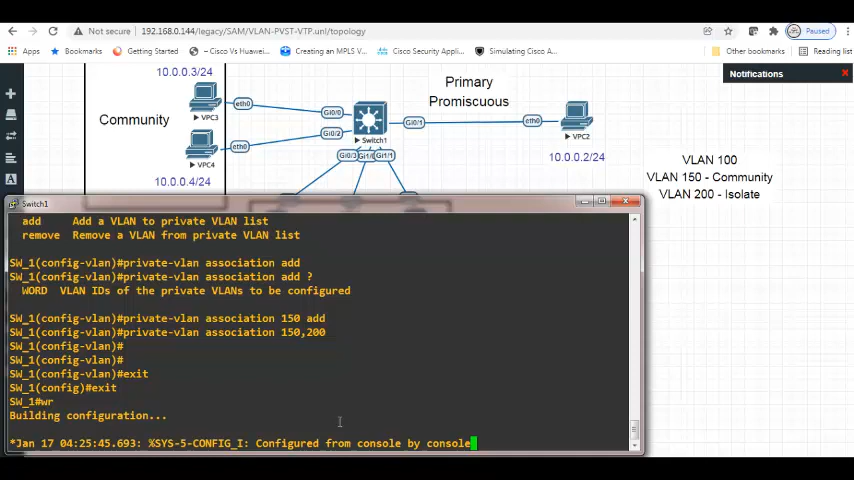 Not secure | 192.168.0.144/legacy/SAM/VLAN-PVST-VTP.unl/topology
Paused
Apps
Bookmarks
Getting Started
– Cisco Vs Huawei...
Creating an MPLS V...
Cisco Security Appl...
Simulating Cisco A...
Other bookmarks
Reading list
Notifications
10.0.0.3/24
Community
VPC3
eth0
Gi0/0
VPC4
eth0
Gi0/2
10.0.0.4/24
Switch1
Gi0/3
Gi1/1
Gi0/1
Primary
Promiscuous
eth0
VPC2
10.0.0.2/24
VLAN 100
VLAN 150 - Community
VLAN 200 - Isolate
Switch1
add Add a VLAN to private VLAN list
remove Remove a VLAN from private VLAN list
SW_1(config-vlan)#private-vlan association add
SW_1(config-vlan)#private-vlan association add ?
WORD VLAN IDs of the private VLANs to be configured
SW_1(config-vlan)#private-vlan association 150 add
SW_1(config-vlan)#private-vlan association 150,200
SW_1(config-vlan)#
SW_1(config-vlan)#
SW_1(config-vlan)#exit
SW_1(config)#exit
SW_1#wr
Building configuration...
*Jan 17 04:25:45.693: %SYS-5-CONFIG_I: Configured from console by console